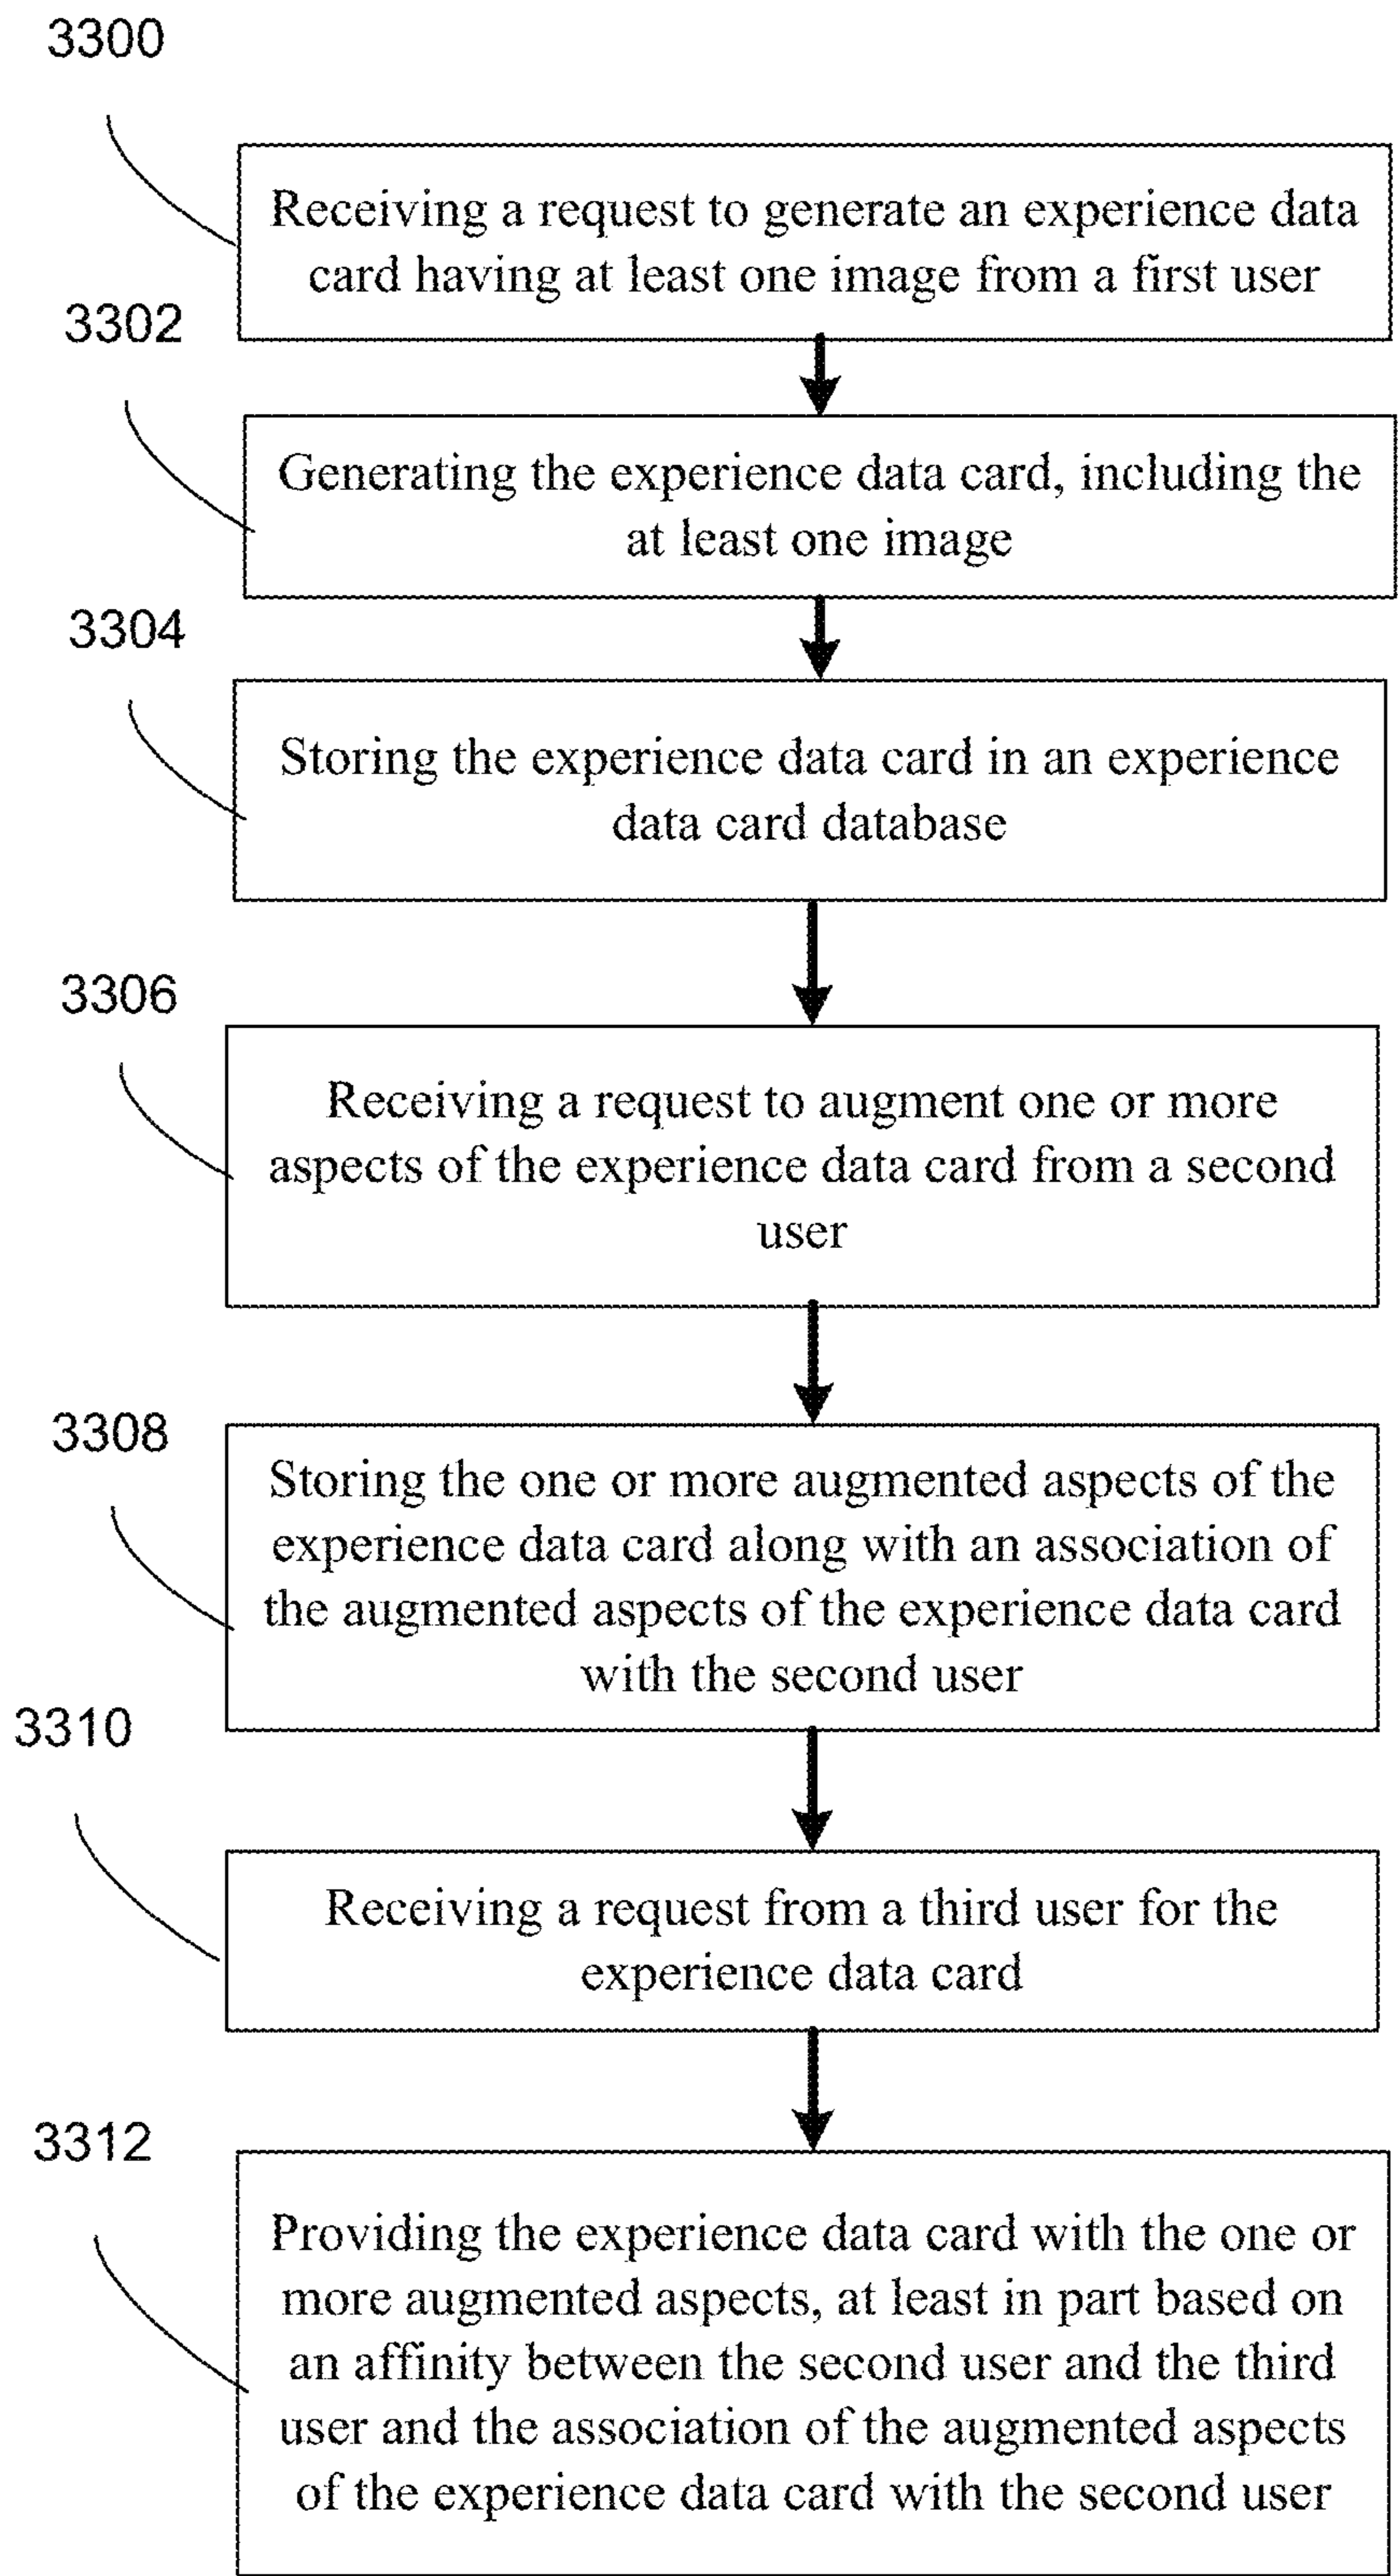 3300
Receiving a request to generate an experience data
card having at least one image from a first user
3302
Generating the experience data card, including the
at least one image
3304
Storing the experience data card in an experience
data card database
3306
Receiving a request to augment one or more
aspects of the experience data card from a second
user
3308
Storing the one or more augmented aspects of the
experience data card along with an association of
the augmented aspects of the experience data card
with the second user
3310
Receiving a request from a third user for the
experience data card
3312
Providing the experience data card with the one or
more augmented aspects, at least in part based on
an affinity between the second user and the third
user and the association of the augmented aspects
of the experience data card with the second user